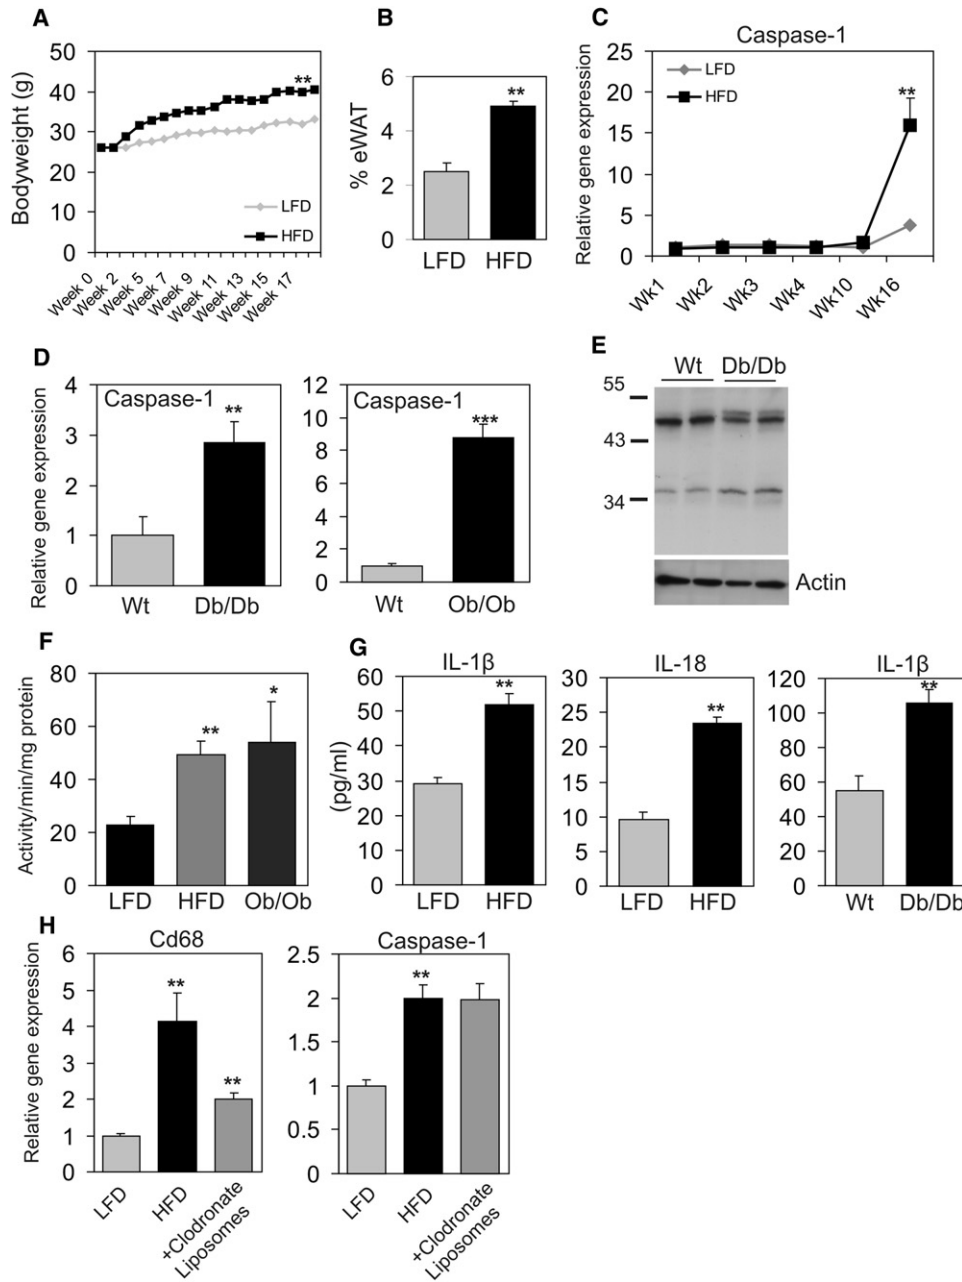 A
Bodyweight (g)
50
40
30
20
10
0
**
LFD
HFD
Week 0
Week 2
Week 5
Week 7
Week 9
Week 11
Week 13
Week 15
Week 17
B
% eWAT
6
4
2
0
**
LFD HFD
C
Caspase-1
Relative gene expression
25
20
15
10
5
0
LFD
HFD
**
Wk1
Wk2
Wk3
Wk4
Wk10
Wk16
D
Relative gene expression
4
3
2
1
0
Caspase-1
**
Wt Db/Db
12
10
8
6
4
2
0
Caspase-1
***
Wt Ob/Ob
E
Wt Db/Db
55
43
34
Actin
F
Activity/min/mg protein
80
60
40
20
0
**
*
LFD HFD Ob/Ob
G
IL-1β
(pg/ml)
60
50
40
30
20
10
0
**
LFD HFD
IL-18
30
25
20
15
10
5
0
**
LFD HFD
IL-1β
120
100
80
60
40
20
0
**
Wt Db/Db
H
Cd68
Relative gene expression
6
5
4
3
2
1
0
**
**
LFD
HFD
+Clodronate
Liposomes
Caspase-1
2.5
2
1.5
1
0.5
0
**
LFD
HFD
+Clodronate
Liposomes